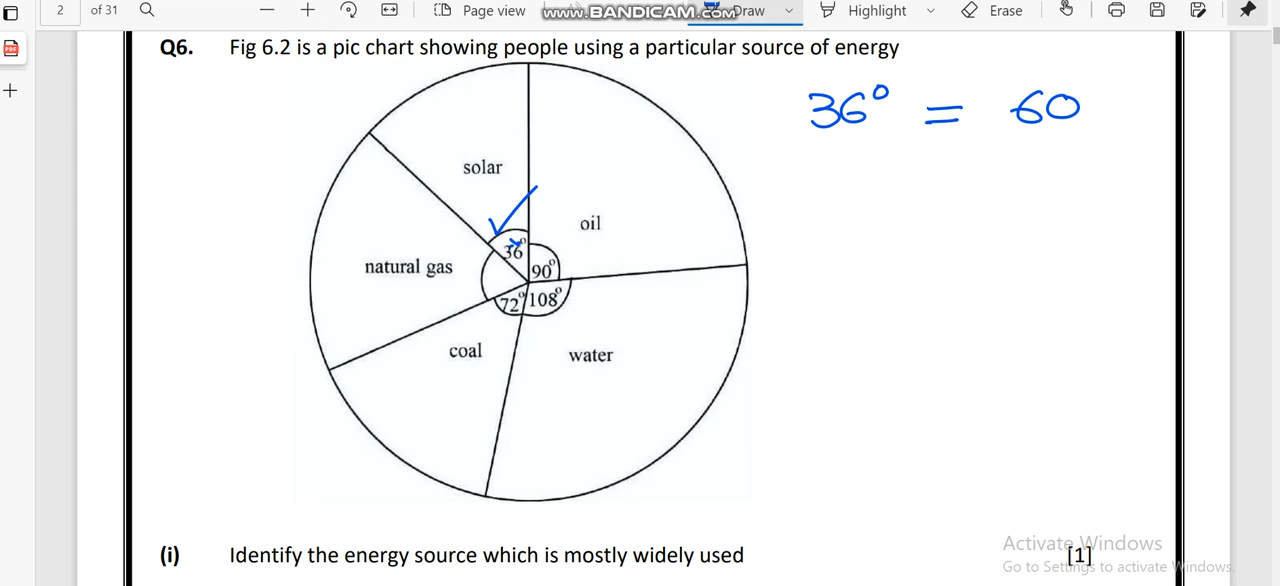 2 of 31 Page view www.BANDICAM.com Draw Highlight Erase
Q6. Fig 6.2 is a pic chart showing people using a particular source of energy
36° = 60
solar
oil
36°
natural gas
90°
72° 108°
coal
water
(i) Identify the energy source which is mostly widely used [1]
Activate Windows
Go to Settings to activate Windows.